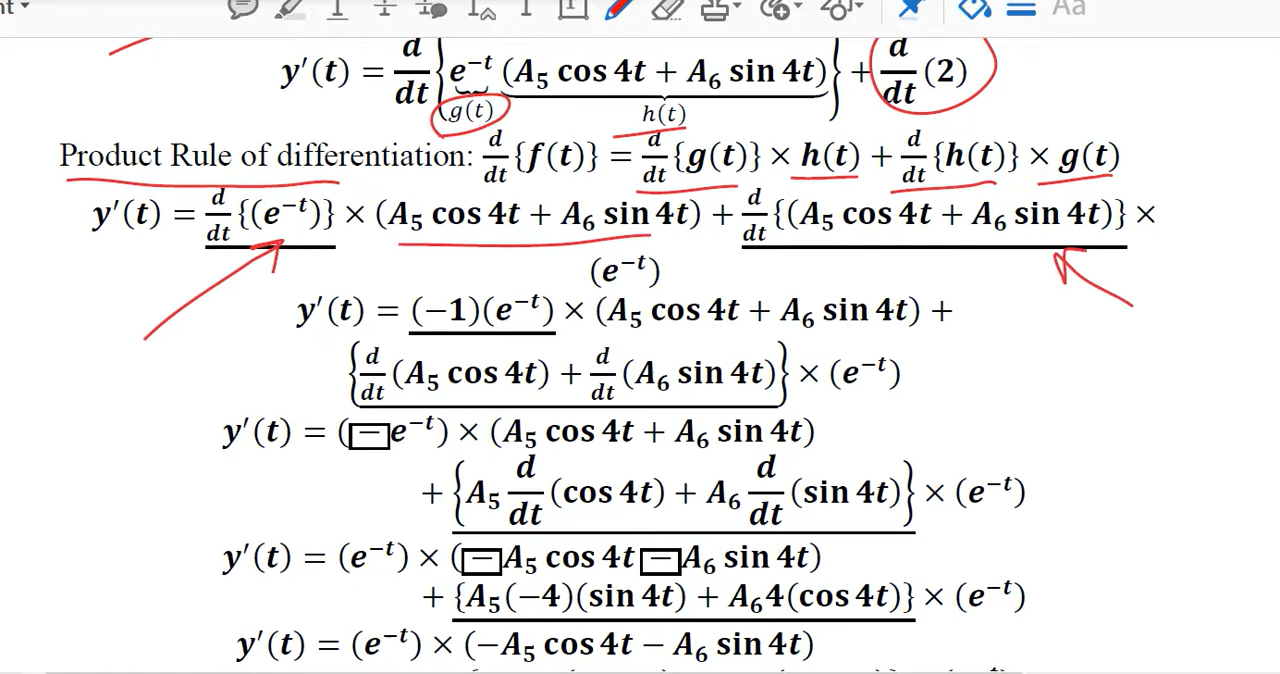 nt
Aa
y′(t) = d/dt {e^−t (A₅ cos 4t + A₆ sin 4t)} + d/dt (2)
g(t) h(t)
Product Rule of differentiation: d/dt {f(t)} = d/dt {g(t)} × h(t) + d/dt {h(t)} × g(t)
y′(t) = d/dt {(e^−t)} × (A₅ cos 4t + A₆ sin 4t) + d/dt {(A₅ cos 4t + A₆ sin 4t)} ×
(e^−t)
y′(t) = (−1)(e^−t) × (A₅ cos 4t + A₆ sin 4t) +
{d/dt (A₅ cos 4t) + d/dt (A₆ sin 4t)} × (e^−t)
y′(t) = (−e^−t) × (A₅ cos 4t + A₆ sin 4t)
+ {A₅ d/dt (cos 4t) + A₆ d/dt (sin 4t)} × (e^−t)
y′(t) = (e^−t) × (−A₅ cos 4t − A₆ sin 4t)
+ {A₅(−4)(sin 4t) + A₆4(cos 4t)} × (e^−t)
y′(t) = (e^−t) × (−A₅ cos 4t − A₆ sin 4t)